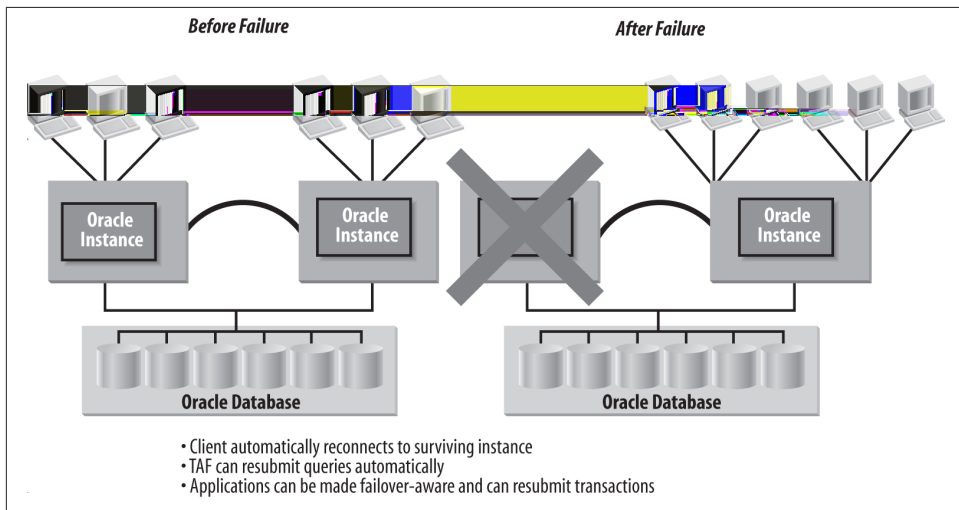 Before Failure
After Failure
Oracle
Instance
Oracle
Instance
Oracle
Instance
Oracle Database
Oracle Database
• Client automatically reconnects to surviving instance
• TAF can resubmit queries automatically
• Applications can be made failover-aware and can resubmit transactions